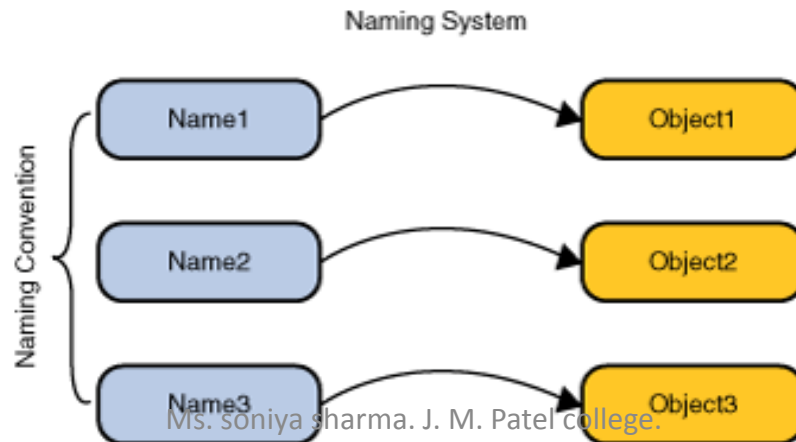 Naming System
Naming Convention
Name1
Object1
Name2
Object2
Name3
Object3
Ms. soniya sharma. J. M. Patel college.